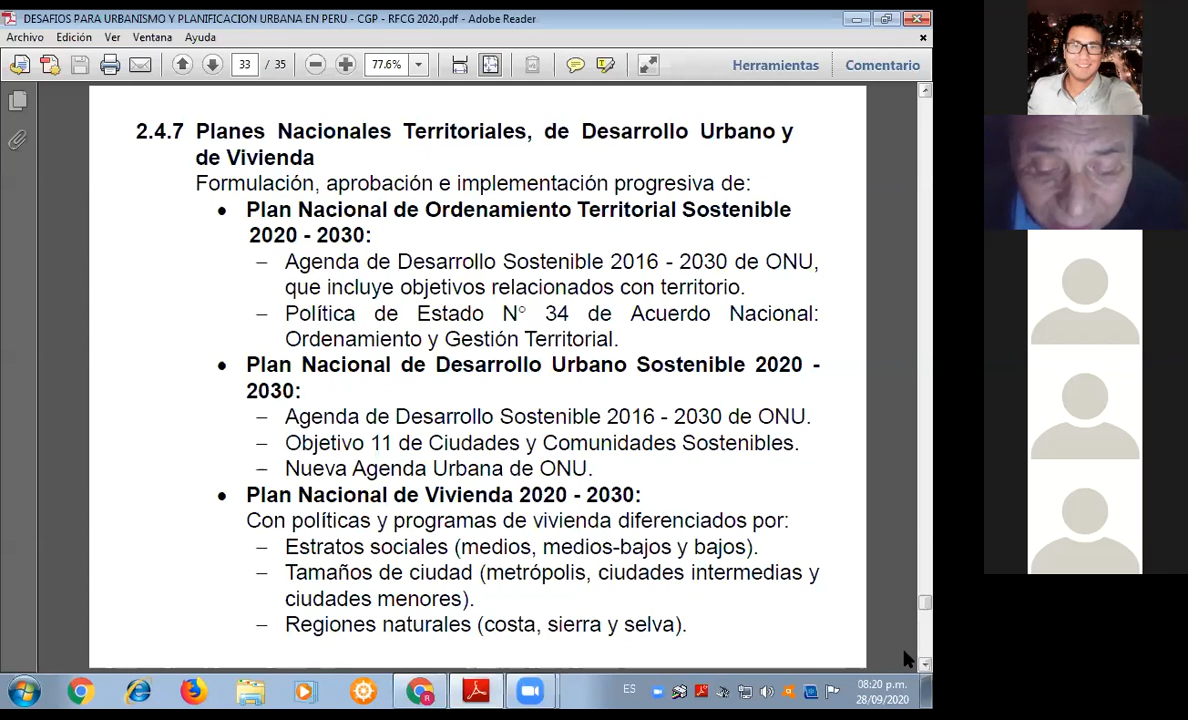 DESAFIOS PARA URBANISMO Y PLANIFICACION URBANA EN PERU - CGP - RFCG 2020.pdf - Adobe Reader
Archivo Edición Ver Ventana Ayuda
33 / 35 77.6% Herramientas Comentario
2.4.7 Planes Nacionales Territoriales, de Desarrollo Urbano y
de Vivienda
Formulación, aprobación e implementación progresiva de:
• Plan Nacional de Ordenamiento Territorial Sostenible
2020 - 2030:
– Agenda de Desarrollo Sostenible 2016 - 2030 de ONU,
que incluye objetivos relacionados con territorio.
– Política de Estado N° 34 de Acuerdo Nacional:
Ordenamiento y Gestión Territorial.
• Plan Nacional de Desarrollo Urbano Sostenible 2020 -
2030:
– Agenda de Desarrollo Sostenible 2016 - 2030 de ONU.
– Objetivo 11 de Ciudades y Comunidades Sostenibles.
– Nueva Agenda Urbana de ONU.
• Plan Nacional de Vivienda 2020 - 2030:
Con políticas y programas de vivienda diferenciados por:
– Estratos sociales (medios, medios-bajos y bajos).
– Tamaños de ciudad (metrópolis, ciudades intermedias y
ciudades menores).
– Regiones naturales (costa, sierra y selva).
ES
08:20 p.m.
28/09/2020